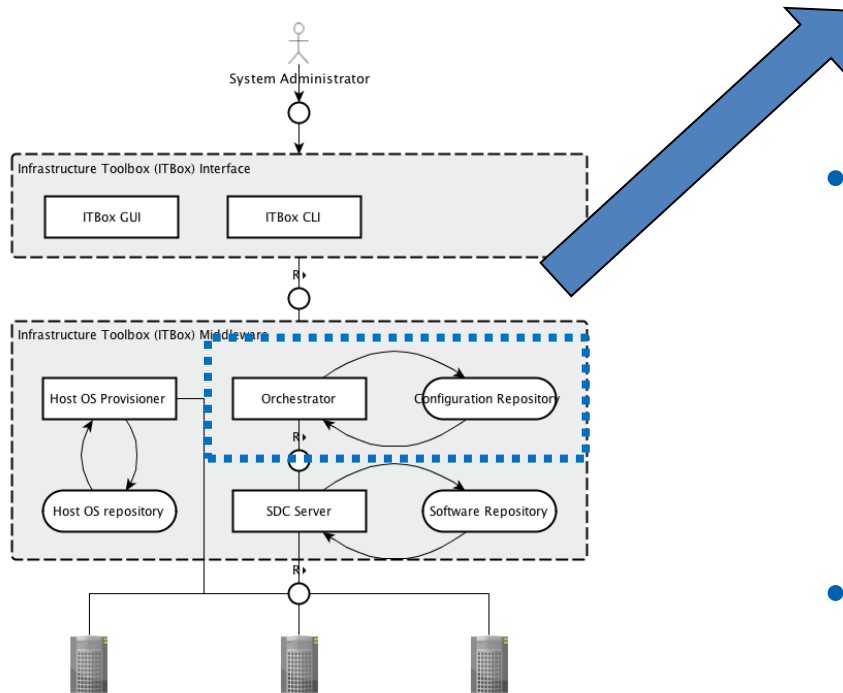 System Administrator
Infrastructure Toolbox (ITBox) Interface
ITBox GUI
ITBox CLI
R
Infrastructure Toolbox (ITBox) Middleware
Host OS Provisioner
Orchestrator
Configuration Repository
R
Host OS repository
SDC Server
Software Repository
R